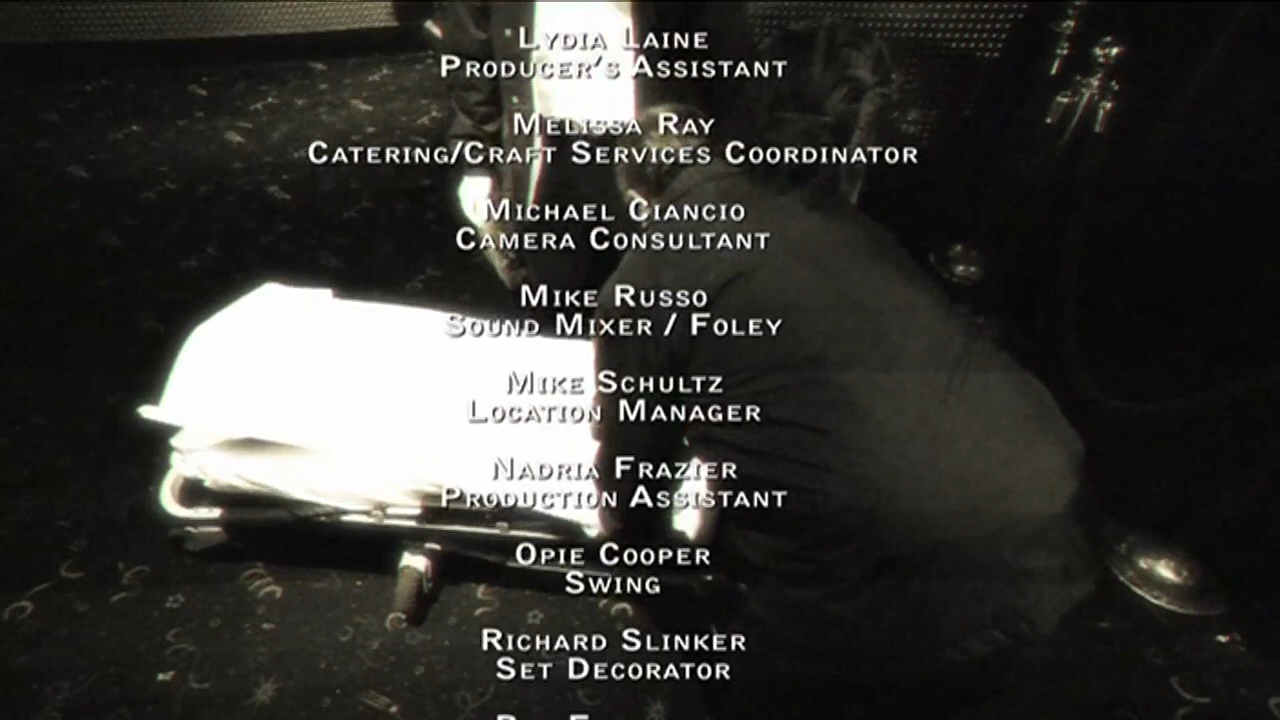 Lydia Laine
Producer's Assistant
Melissa Ray
Catering/Craft Services Coordinator
Michael Ciancio
Camera Consultant
Mike Russo
Sound Mixer / Foley
Mike Schultz
Location Manager
Nadria Frazier
Production Assistant
Opie Cooper
Swing
Richard Slinker
Set Decorator